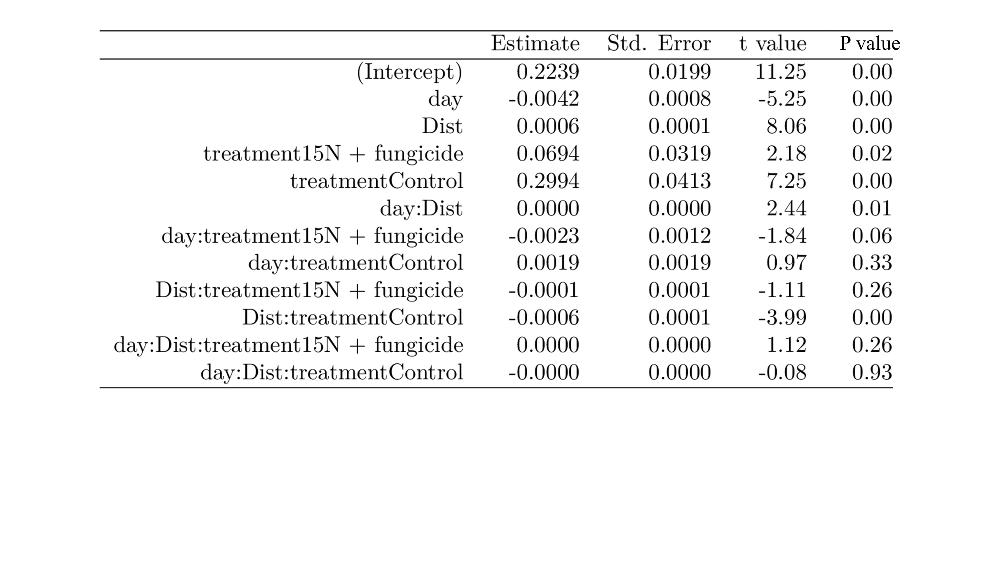 Estimate Std. Error t value P value
(Intercept) 0.2239 0.0199 11.25 0.00
day -0.0042 0.0008 -5.25 0.00
Dist 0.0006 0.0001 8.06 0.00
treatment15N + fungicide 0.0694 0.0319 2.18 0.02
treatmentControl 0.2994 0.0413 7.25 0.00
day:Dist 0.0000 0.0000 2.44 0.01
day:treatment15N + fungicide -0.0023 0.0012 -1.84 0.06
day:treatmentControl 0.0019 0.0019 0.97 0.33
Dist:treatment15N + fungicide -0.0001 0.0001 -1.11 0.26
Dist:treatmentControl -0.0006 0.0001 -3.99 0.00
day:Dist:treatment15N + fungicide 0.0000 0.0000 1.12 0.26
day:Dist:treatmentControl -0.0000 0.0000 -0.08 0.93